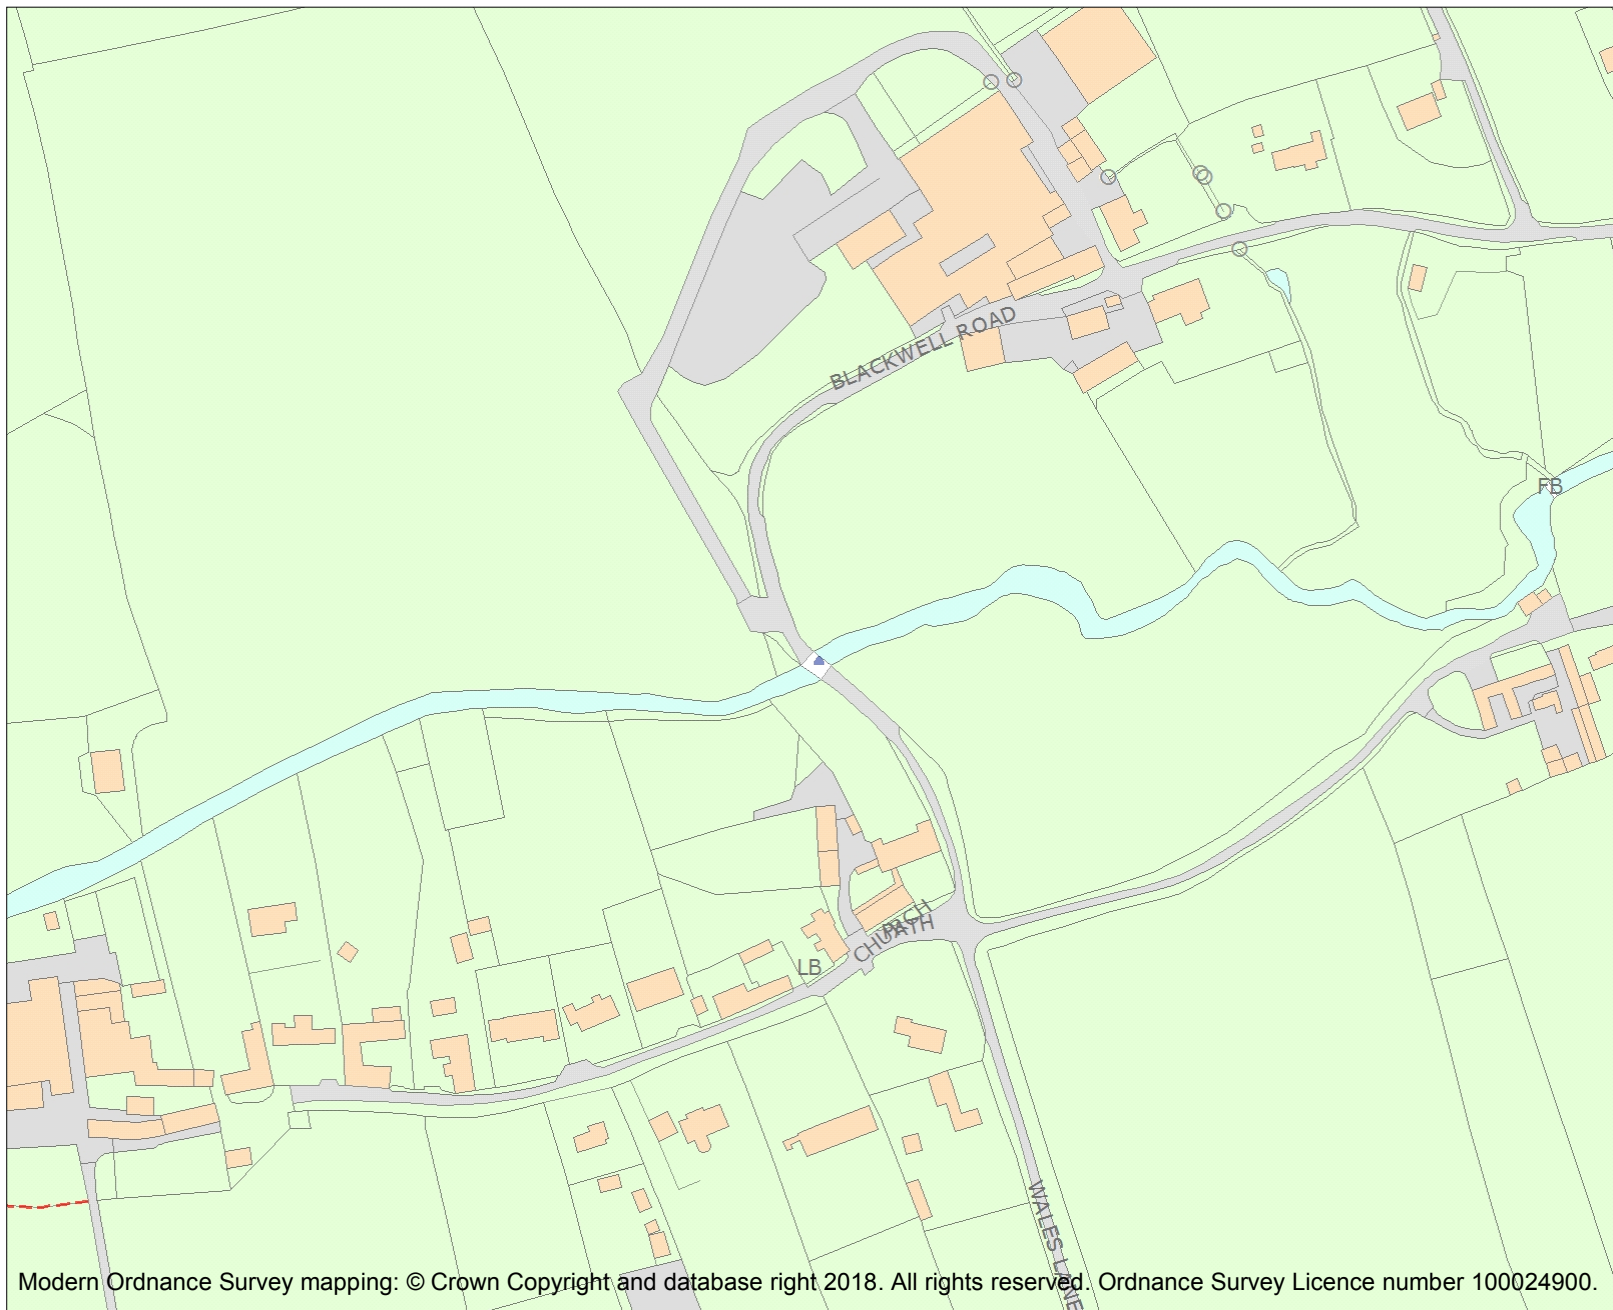 BLACKWELL ROAD
FB
CHURCH
PATH
LB
WALES LANE
Modern Ordnance Survey mapping: © Crown Copyright and database right 2018. All rights reserved. Ordnance Survey Licence number 100024900.